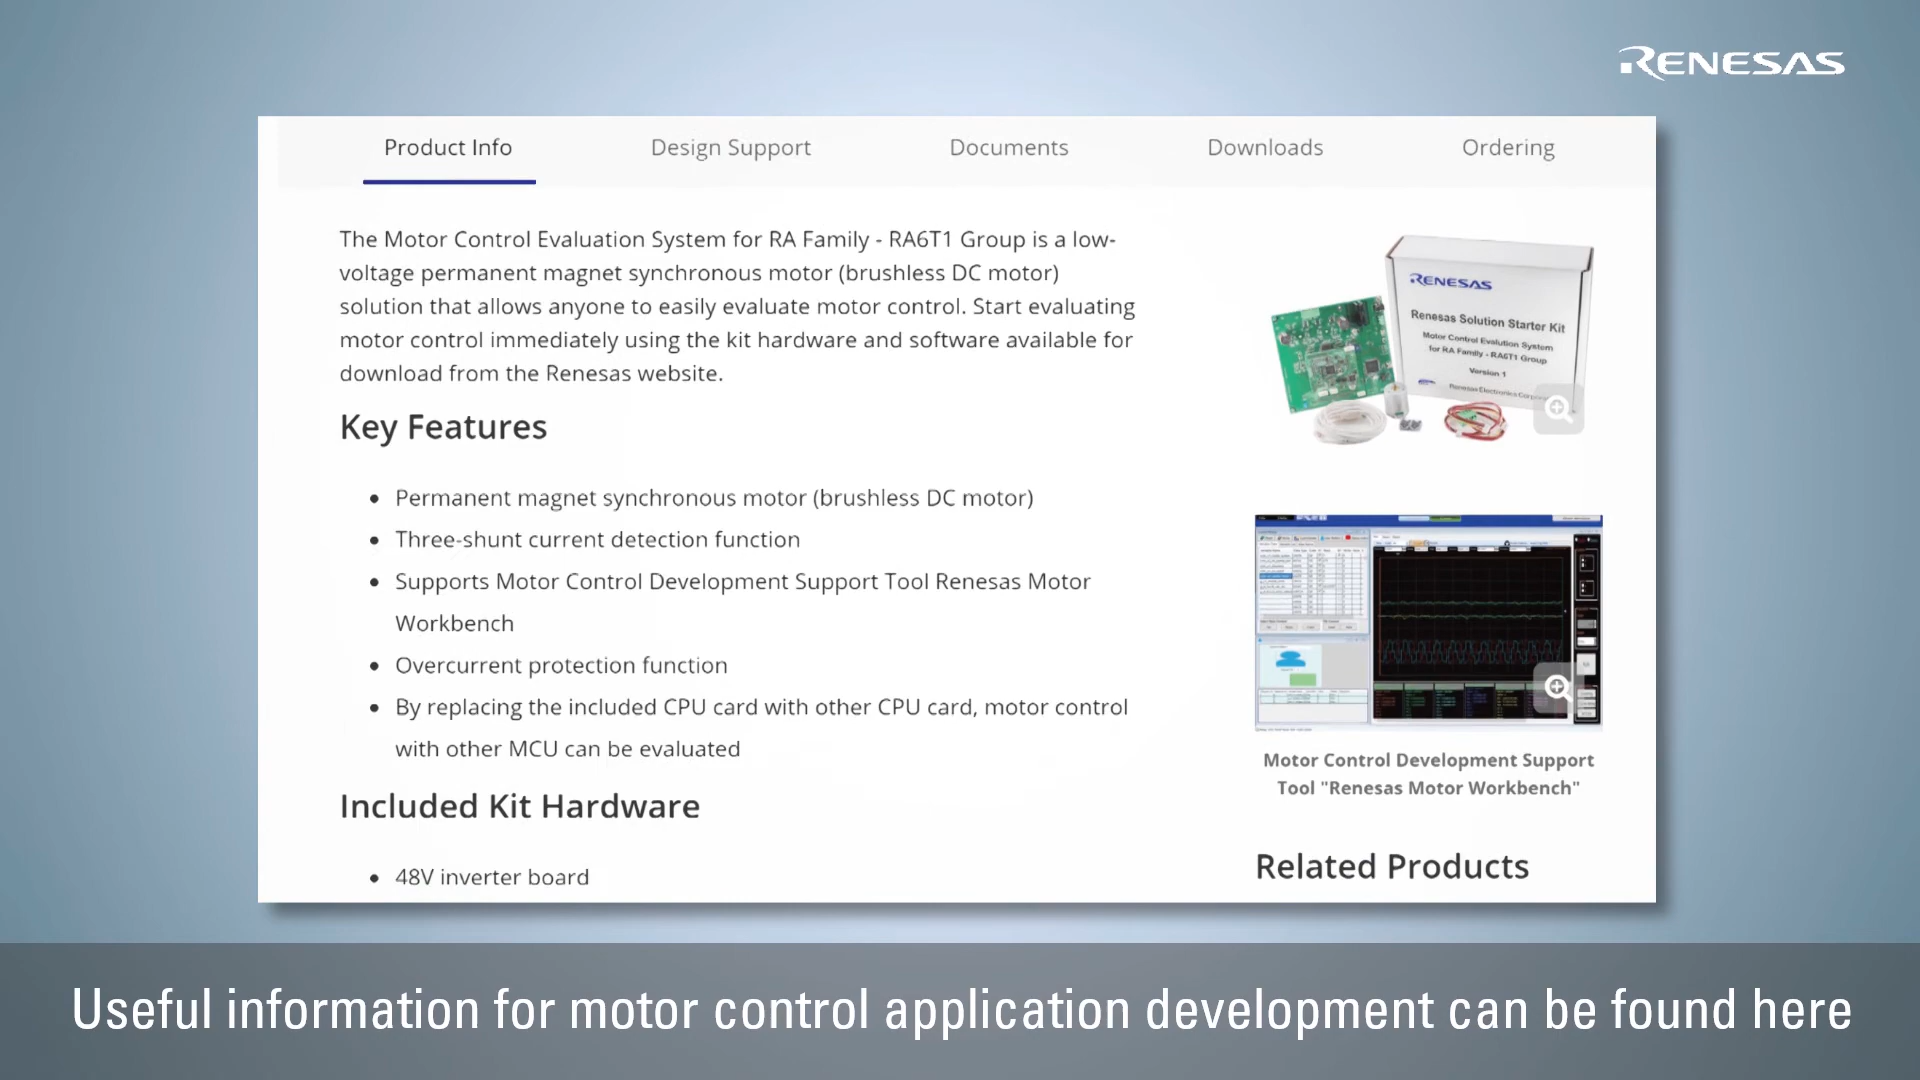 RENESAS
Product Info
Design Support
Documents
Downloads
Ordering
The Motor Control Evaluation System for RA Family - RA6T1 Group is a low-
voltage permanent magnet synchronous motor (brushless DC motor)
solution that allows anyone to easily evaluate motor control. Start evaluating
motor control immediately using the kit hardware and software available for
download from the Renesas website.
Key Features
Permanent magnet synchronous motor (brushless DC motor)
Three-shunt current detection function
Supports Motor Control Development Support Tool Renesas Motor
Workbench
Overcurrent protection function
By replacing the included CPU card with other CPU card, motor control
with other MCU can be evaluated
Included Kit Hardware
48V inverter board
RENESAS
Renesas Solution Starter Kit
Motor Control Evalution System
for RA Family - RA6T1 Group
Version 1
Renesas Electronics
Motor Control Development Support
Tool "Renesas Motor Workbench"
Related Products
Useful information for motor control application development can be found here